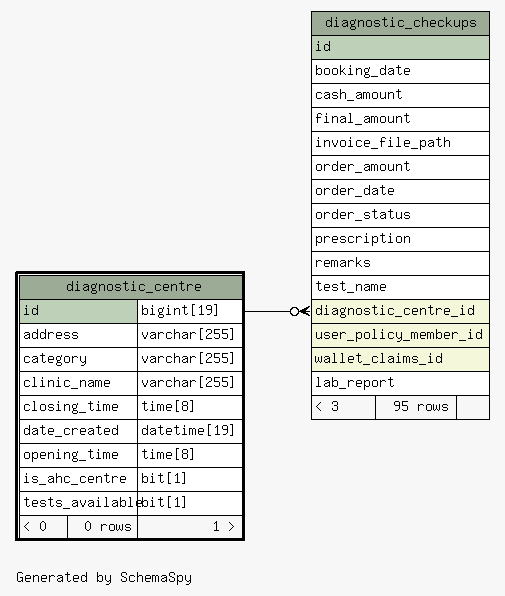 diagnostic_checkups
id
booking_date
cash_amount
final_amount
invoice_file_path
order_amount
order_date
order_status
prescription
remarks
test_name
diagnostic_centre_id
user_policy_member_id
wallet_claims_id
lab_report
< 3 95 rows
diagnostic_centre
id bigint[19]
address varchar[255]
category varchar[255]
clinic_name varchar[255]
closing_time time[8]
date_created datetime[19]
opening_time time[8]
is_ahc_centre bit[1]
tests_available bit[1]
< 0 0 rows 1 >
Generated by SchemaSpy